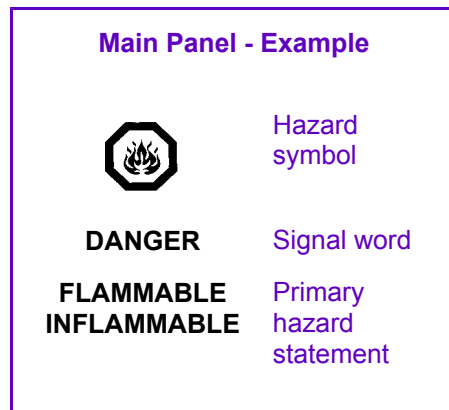 Main Panel - Example
Hazard
symbol
DANGER Signal word
FLAMMABLE Primary
INFLAMMABLE hazard
statement